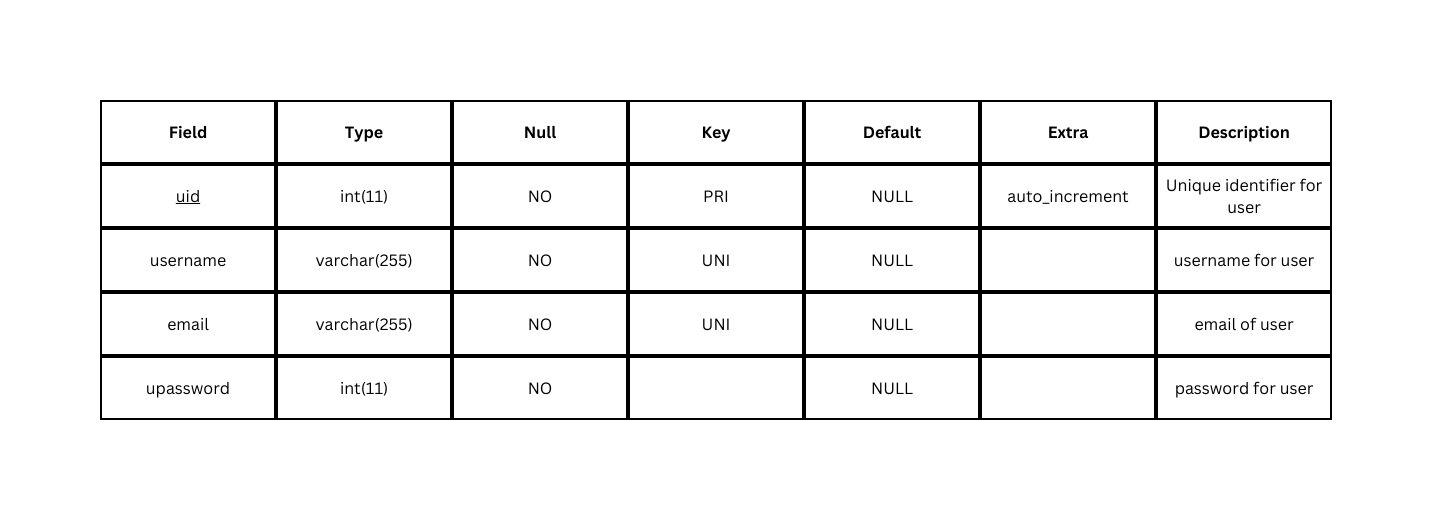 Field Type Null Key Default Extra Description
uid int(11) NO PRI NULL auto_increment Unique identifier for
user
username varchar(255) NO UNI NULL username for user
email varchar(255) NO UNI NULL email of user
upassword int(11) NO NULL password for user